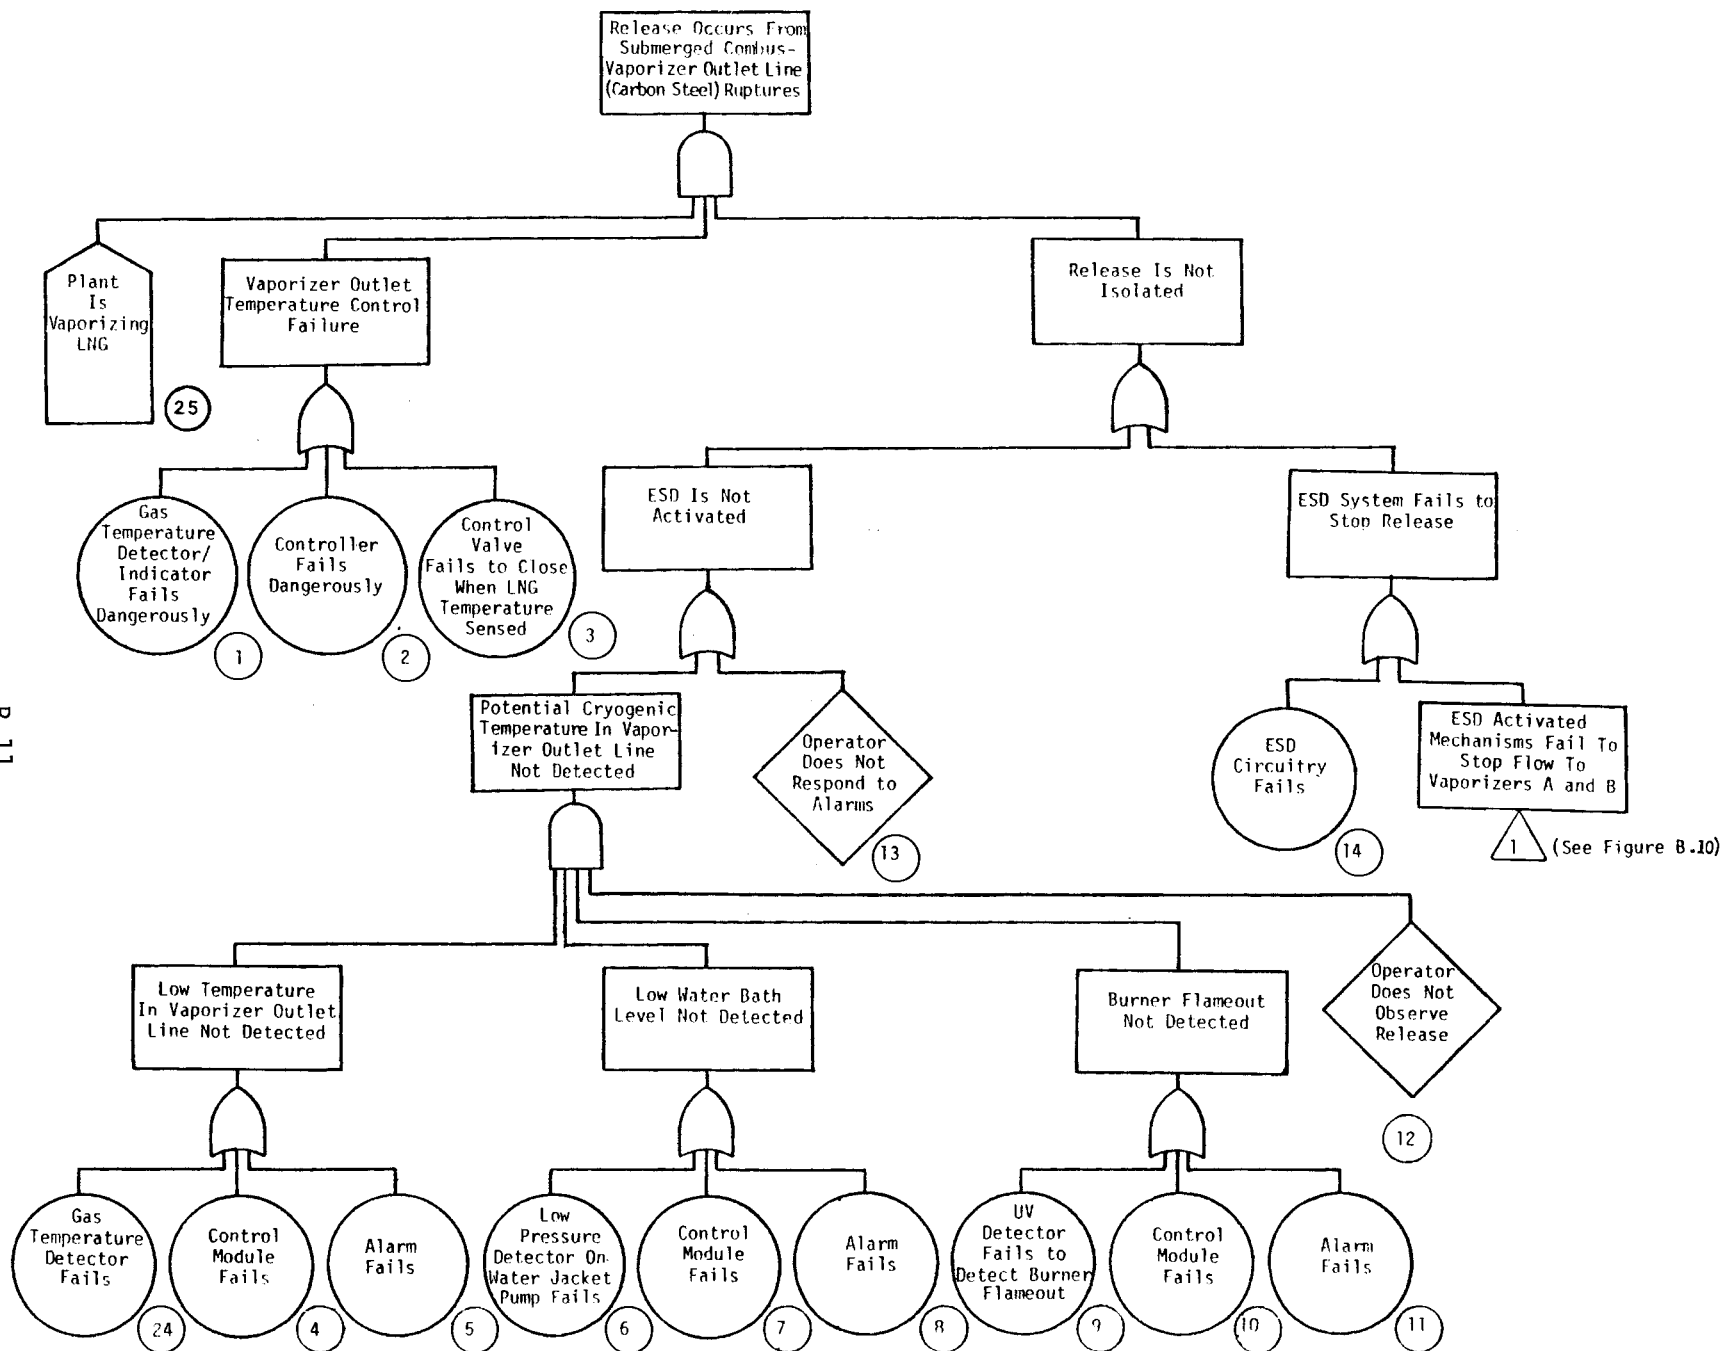 Release Occurs From
Submerged Combus-
Vaporizer Outlet Line
(Carbon Steel) Ruptures
Plant
Is
Vaporizing
LNG
25
Vaporizer Outlet
Temperature Control
Failure
Release Is Not
Isolated
Gas
Temperature
Detector/
Indicator
Fails
Dangerously
1
Controller
Fails
Dangerously
2
Control
Valve
Fails to Close
When LNG
Temperature
Sensed
3
ESD Is Not
Activated
ESD System Fails to
Stop Release
Potential Cryogenic
Temperature In Vapor-
izer Outlet Line
Not Detected
Operator
Does Not
Respond to
Alarms
13
ESD
Circuitry
Fails
14
ESD Activated
Mechanisms Fail To
Stop Flow To
Vaporizers A and B
1
(See Figure B.10)
B-11
Low Temperature
In Vaporizer Outlet
Line Not Detected
Low Water Bath
Level Not Detected
Burner Flameout
Not Detected
Operator
Does Not
Observe
Release
12
Gas
Temperature
Detector
Fails
24
Control
Module
Fails
4
Alarm
Fails
5
Low
Pressure
Detector On
Water Jacket
Pump Fails
6
Control
Module
Fails
7
Alarm
Fails
8
UV
Detector
Fails to
Detect Burner
Flameout
9
Control
Module
Fails
10
Alarm
Fails
11